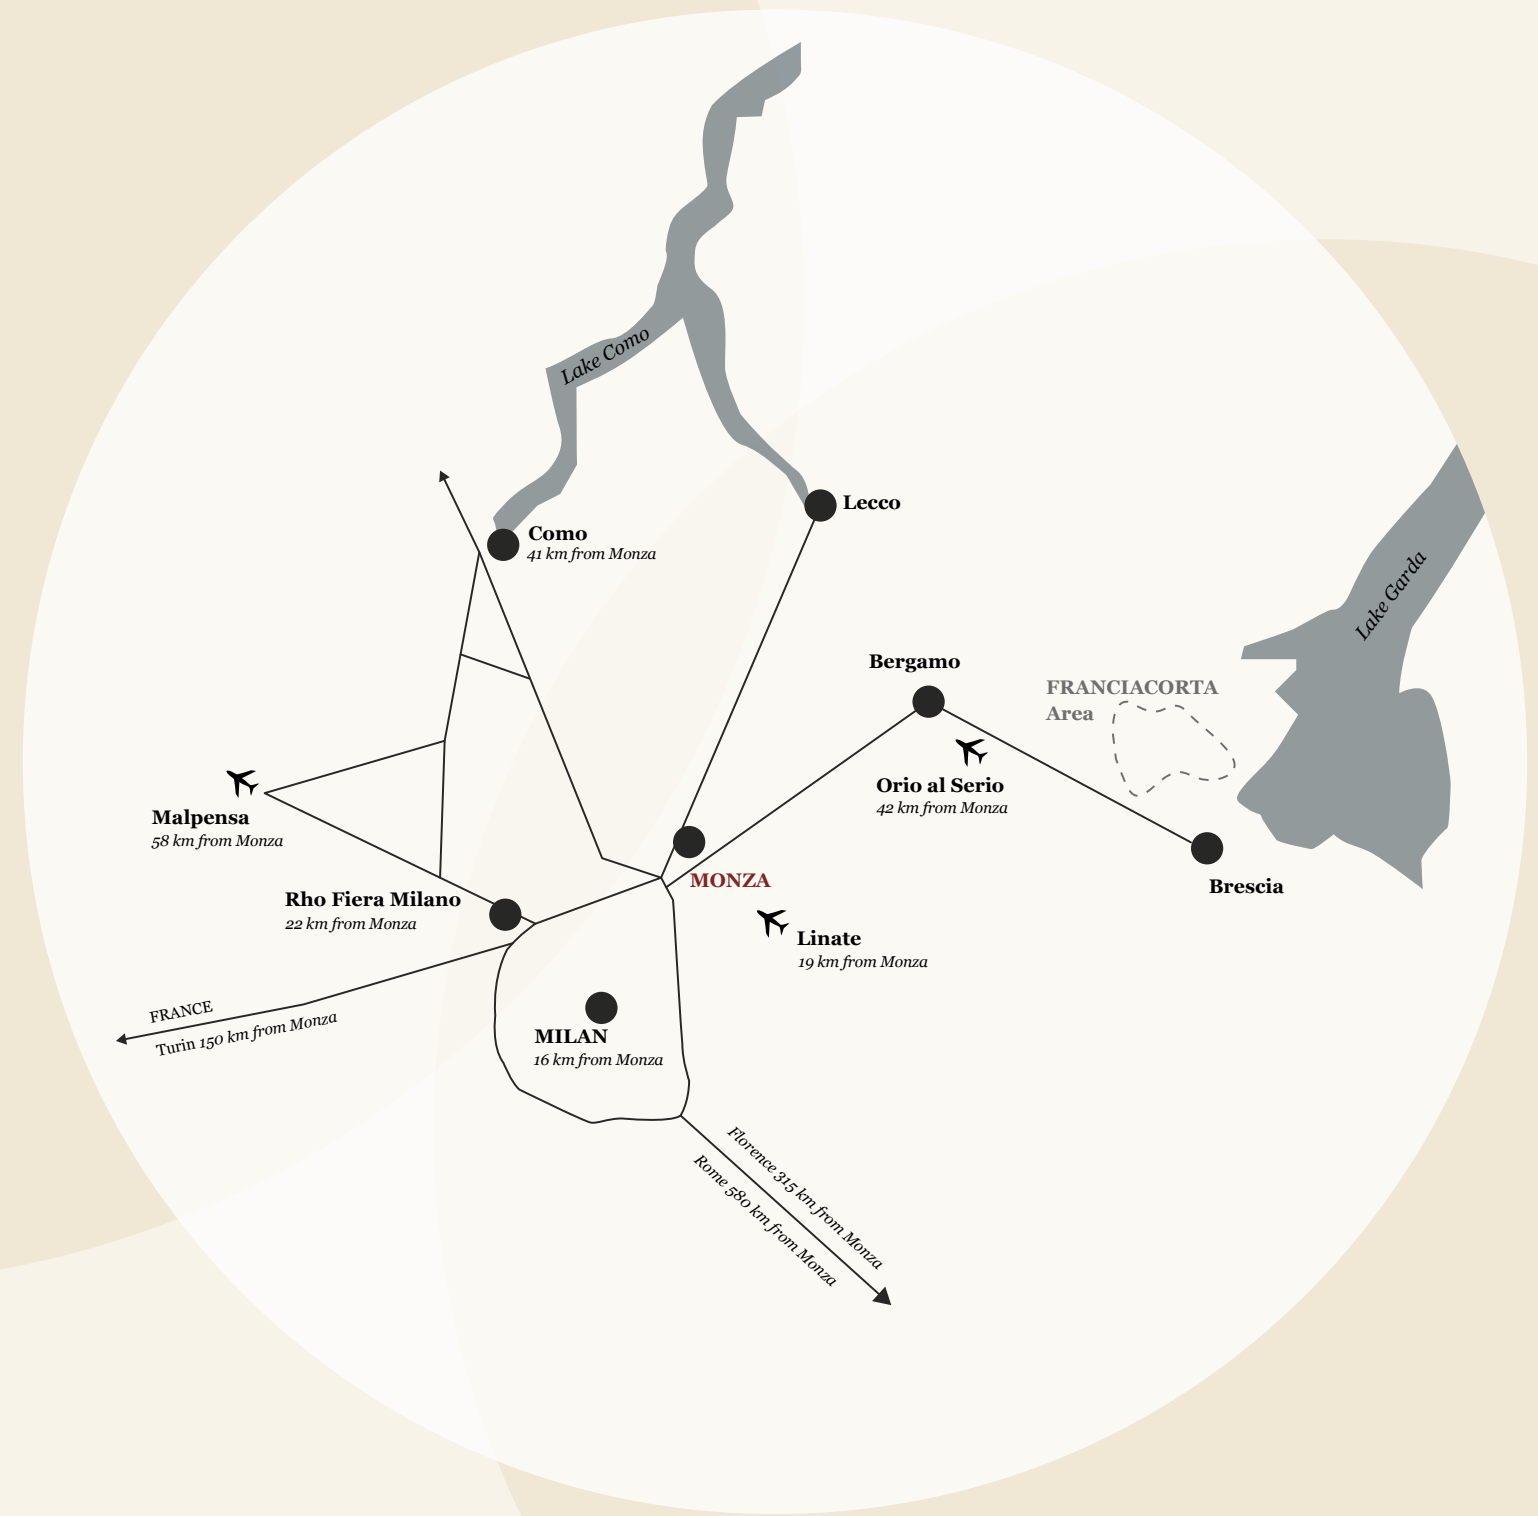 Lake Como
Lecco
Como
41 km from Monza
Lake Garda
Bergamo
FRANCIACORTA
Area
Orio al Serio
42 km from Monza
Malpensa
58 km from Monza
MONZA
Brescia
Rho Fiera Milano
22 km from Monza
Linate
19 km from Monza
FRANCE
Turin 150 km from Monza
MILAN
16 km from Monza
Florence 315 km from Monza
Rome 580 km from Monza